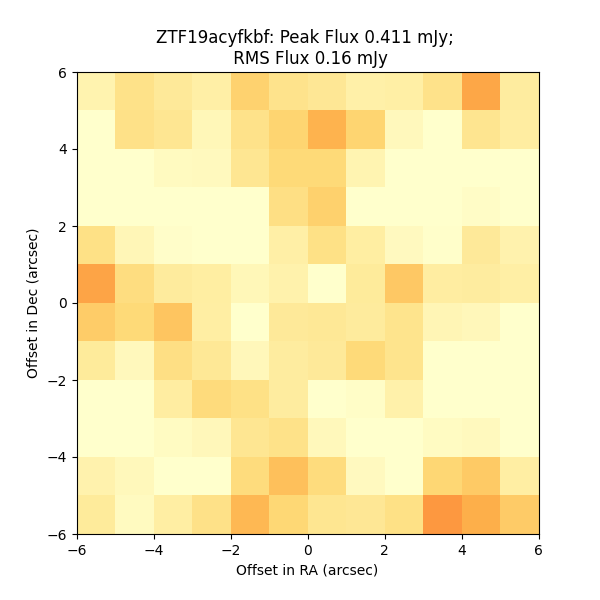 ZTF19acyfkbf: Peak Flux 0.411 mJy;
RMS Flux 0.16 mJy
6
4
2
0
−2
−4
−6
Offset in Dec (arcsec)
−6 −4 −2 0 2 4 6
Offset in RA (arcsec)